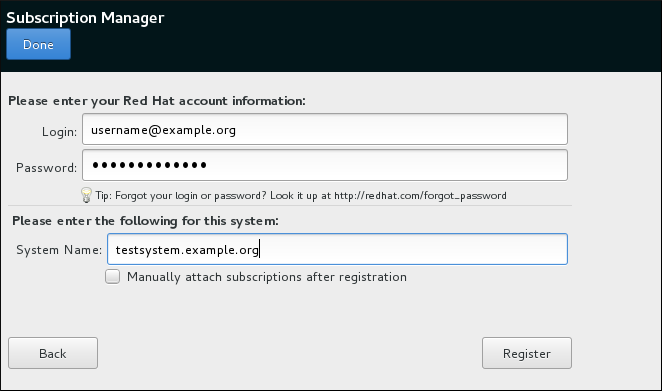 Subscription Manager
Done
Please enter your Red Hat account information:
Login: username@example.org
Password: •••••••••••••
Tip: Forgot your login or password? Look it up at http://redhat.com/forgot_password
Please enter the following for this system:
System Name: testsystem.example.org
Manually attach subscriptions after registration
Back Register